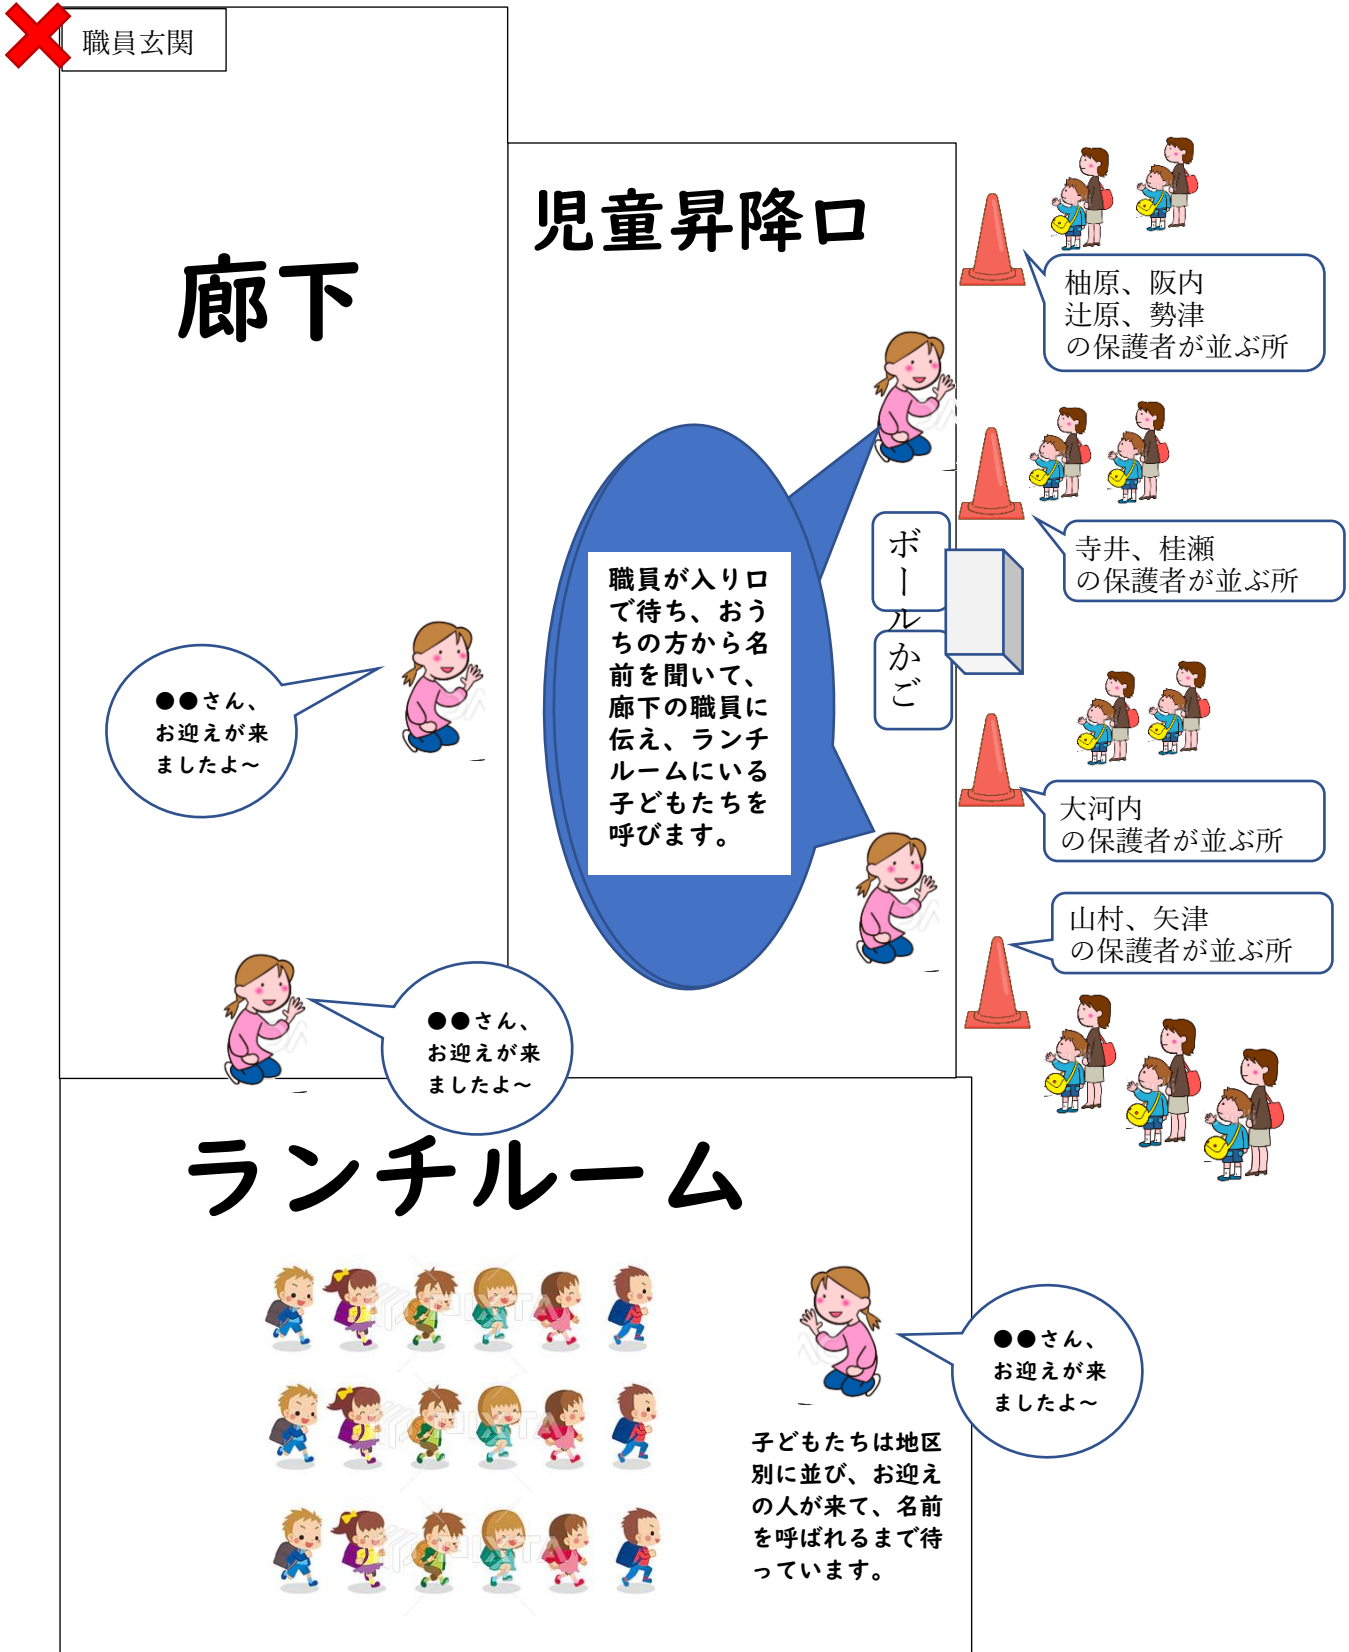 職員玄関
児童昇降口
廊下
柚原、阪内
辻原、勢津
の保護者が並ぶ所
寺井、桂瀬
の保護者が並ぶ所
ボールかご
職員が入り口
で待ち、おう
ちの方から名
前を聞いて、
廊下の職員に
伝え、ランチ
ルームにいる
子どもたちを
呼びます。
●●さん、
お迎えが来
ましたよ~
大河内
の保護者が並ぶ所
山村、矢津
の保護者が並ぶ所
●●さん、
お迎えが来
ましたよ~
ランチルーム
●●さん、
お迎えが来
ましたよ~
子どもたちは地区
別に並び、お迎え
の人が来て、名前
を呼ばれるまで待
っています。